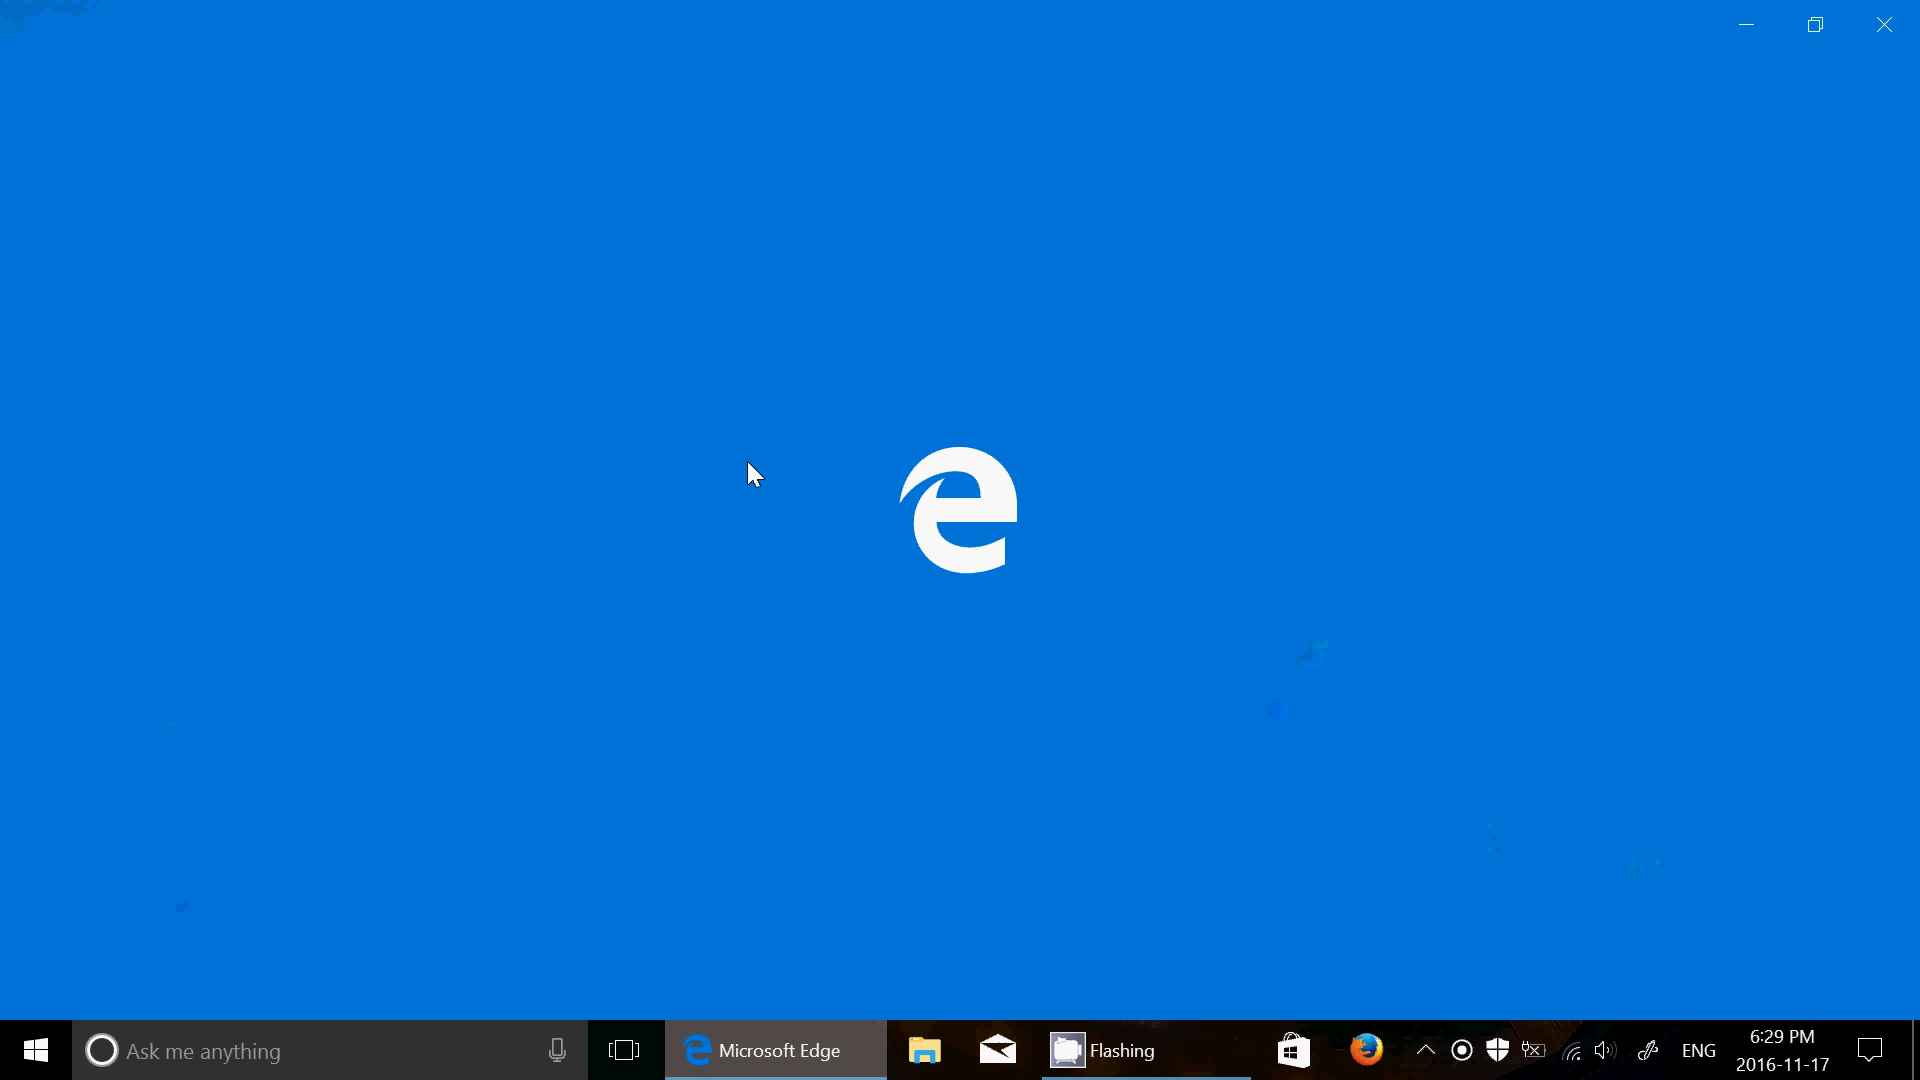 Ask me anything
Microsoft Edge
Flashing
ENG
6:29 PM
2016-11-17